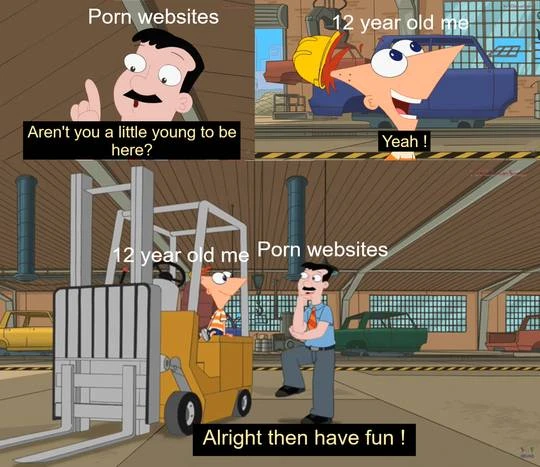 Porn websites
12 year old me
Aren't you a little young to be
here?
Yeah !
12 year old me
Porn websites
Alright then have fun !